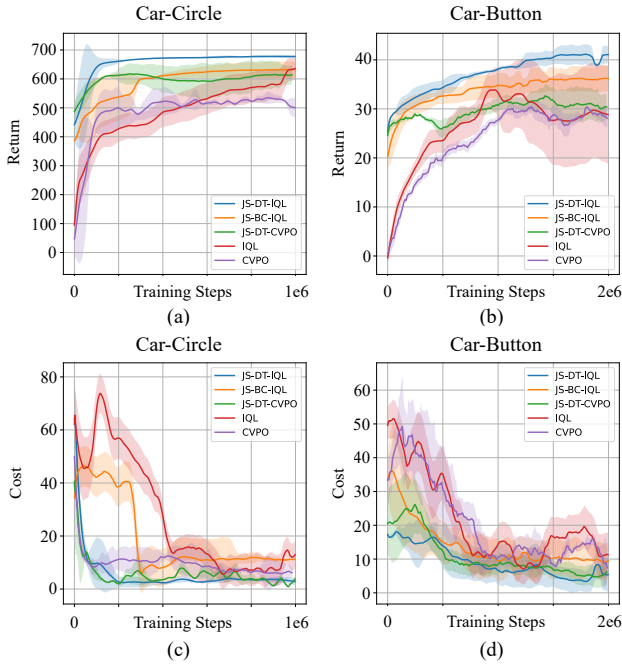 Car-Circle
700
600
500
400
300
200
100
0
Return
JS-DT-IQL
JS-BC-IQL
JS-DT-CVPO
IQL
CVPO
0
Training Steps
1e6
(a)
Car-Button
40
30
20
10
0
Return
JS-DT-IQL
JS-BC-IQL
JS-DT-CVPO
IQL
CVPO
0
Training Steps
2e6
(b)
Car-Circle
80
60
40
20
0
Cost
JS-DT-IQL
JS-BC-IQL
JS-DT-CVPO
IQL
CVPO
0
Training Steps
1e6
(c)
Car-Button
60
50
40
30
20
10
0
Cost
JS-DT-IQL
JS-BC-IQL
JS-DT-CVPO
IQL
CVPO
0
Training Steps
2e6
(d)